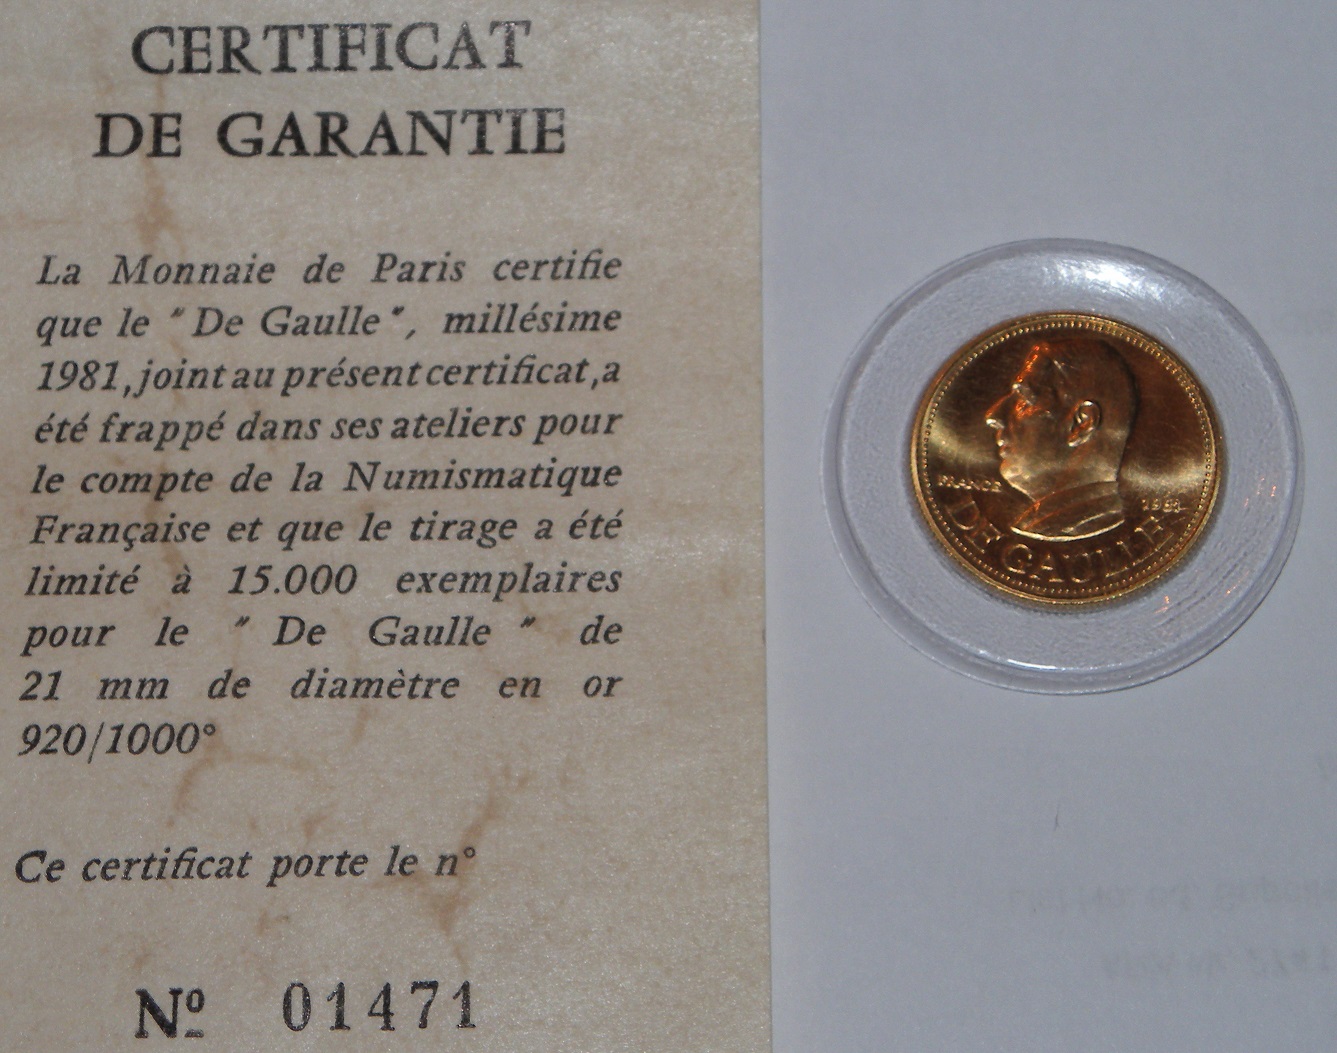 CERTIFICAT
DE GARANTIE
La Monnaie de Paris certifie
que le "De Gaulle", millésime
1981, joint au présent certificat, a
été frappé dans ses ateliers pour
le compte de la Numismatique
Française et que le tirage a été
limité à 15.000 exemplaires
pour le " De Gaulle " de
21 mm de diamètre en or
920/1000°
Ce certificat porte le n°
Nº 01471
FRANCE
1981
DE GAULLE